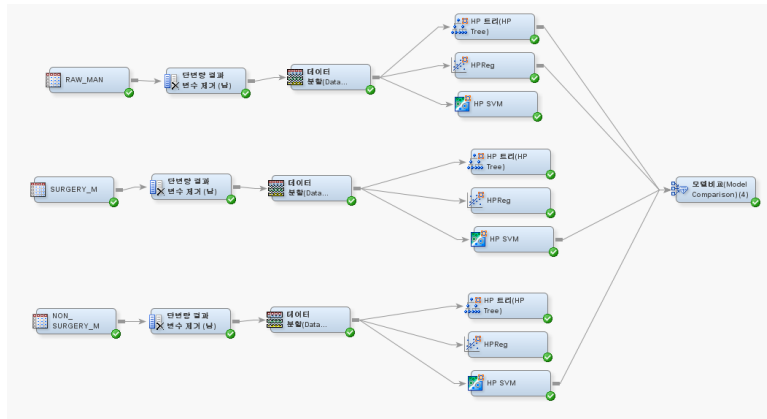 HP 트리(HP
Tree)
RAW_MAN
단변량 결과
변수 제거 (남)
데이터
분할(Data...
HPReg
HP SVM
SURGERY_M
단변량 결과
변수 제거 (남)
데이터
분할(Data...
HP 트리(HP
Tree)
HPReg
HP SVM
모델비교(Model
Comparison) (4)
NON_
SURGERY_M
단변량 결과
변수 제거 (남)
데이터
분할(Data...
HP 트리(HP
Tree)
HPReg
HP SVM